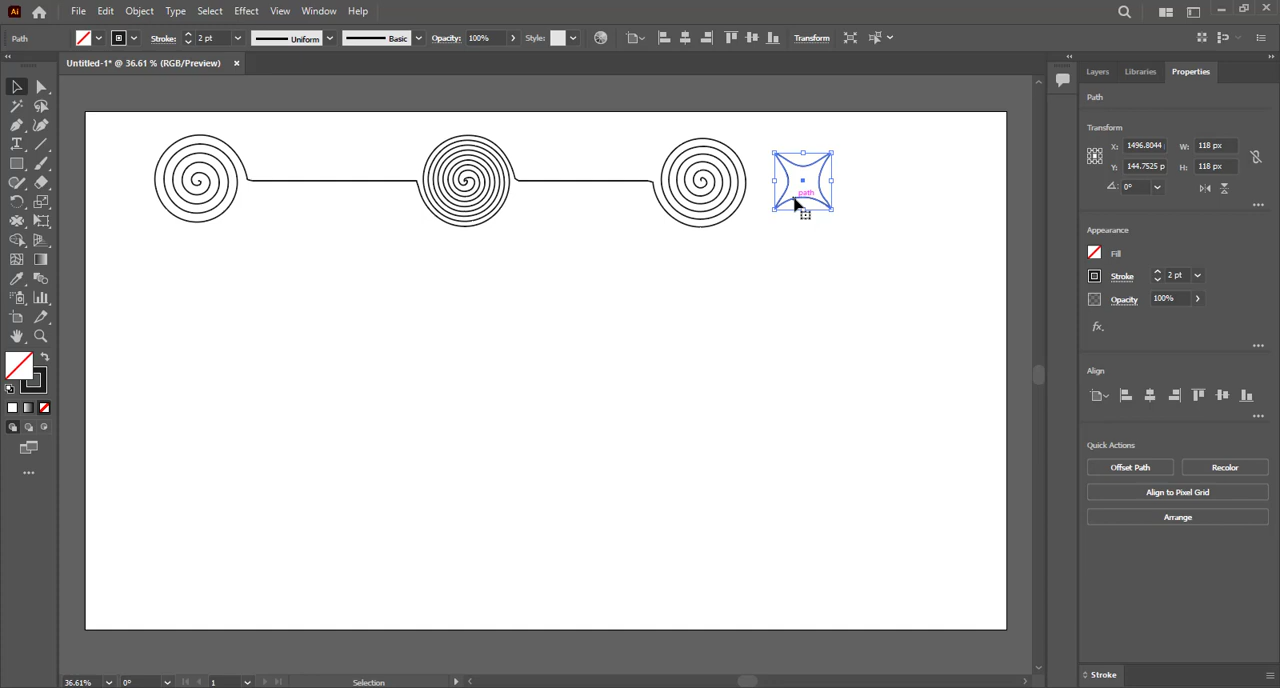 Ai File Edit Object Type Select Effect View Window Help
Path Stroke: 2 pt Uniform Basic Opacity: 100% Style: Transform
Untitled-1* @ 36.61 % (RGB/Preview) ×
Layers Libraries Properties
Path
Transform
X: 1496.8044 W: 118 px
Y: 144.7525 p H: 118 px
0°
path
Appearance
Fill
Stroke 2 pt
Opacity 100%
fx.
Align
Quick Actions
Offset Path Recolor
Align to Pixel Grid
Arrange
Stroke
36.61% 0° 1 Selection